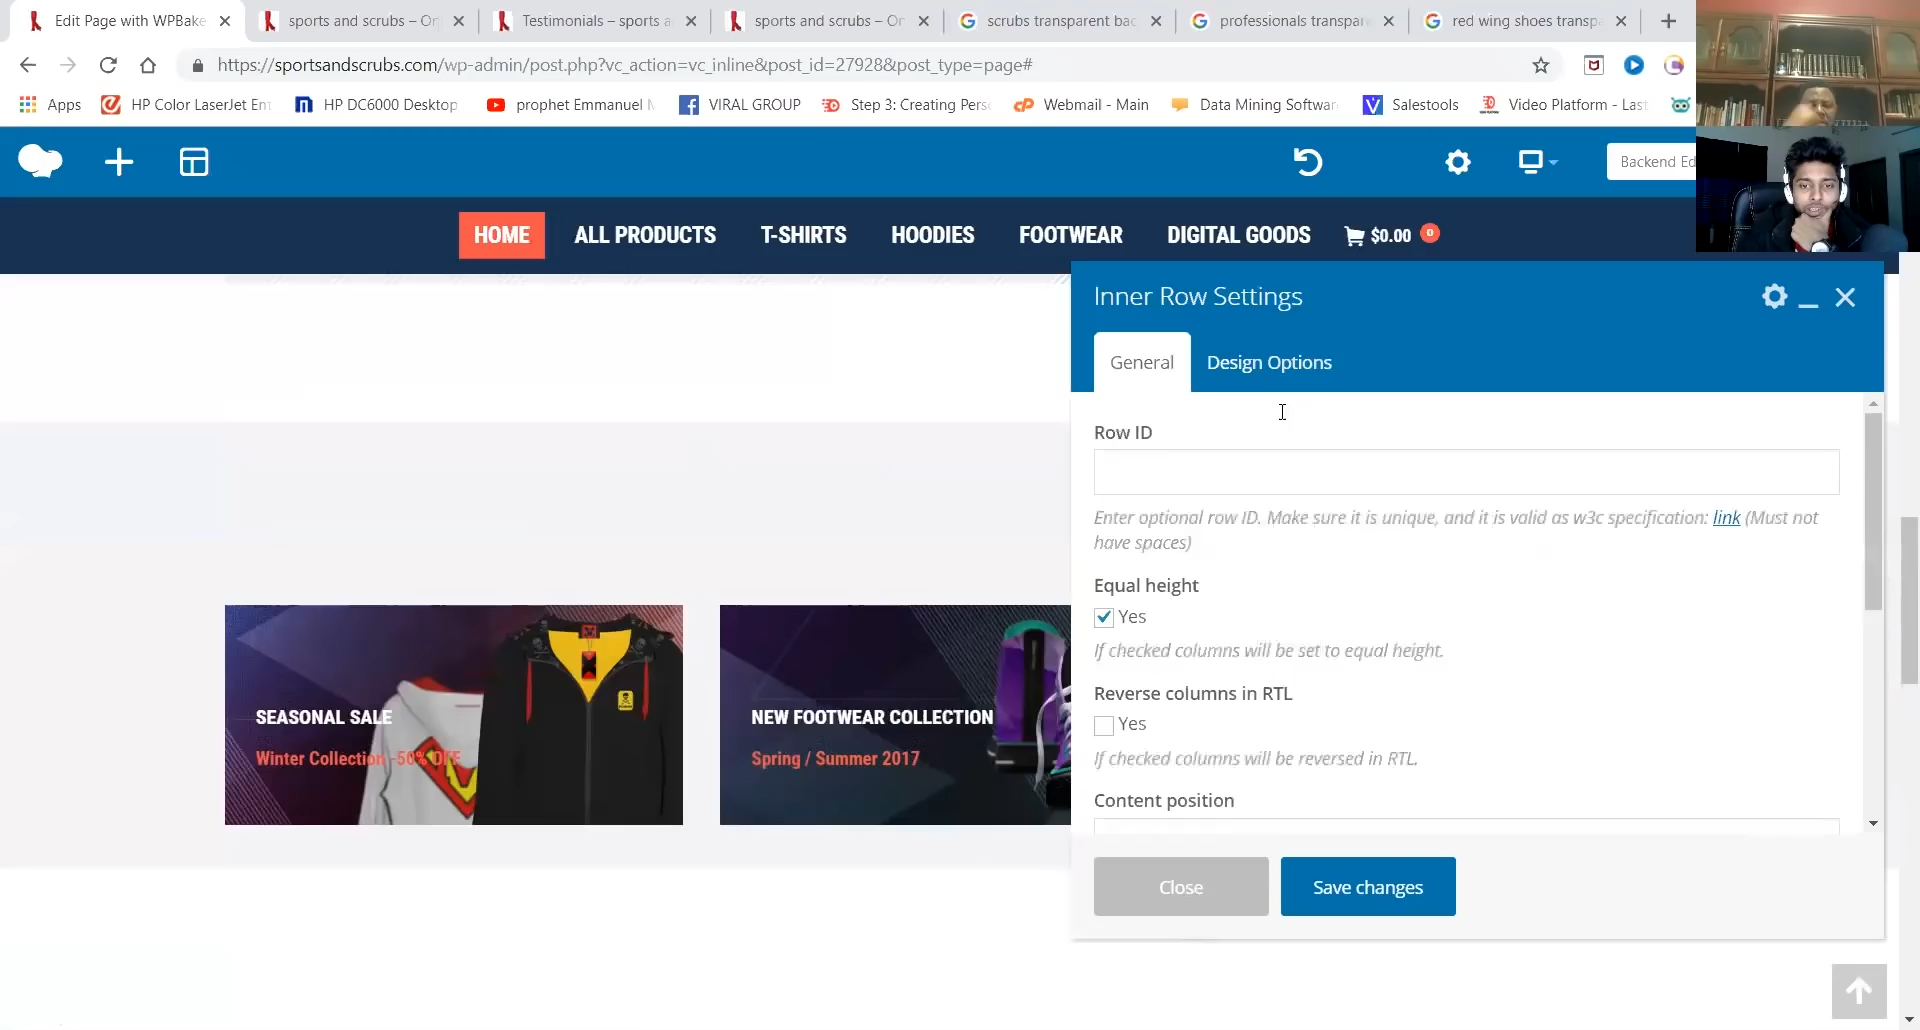 Edit Page with WPBake
sports and scrubs – On
Testimonials – sports a
sports and scrubs – On
scrubs transparent bac
professionals transpar
red wing shoes transpa
https://sportsandscrubs.com/wp-admin/post.php?vc_action=vc_inline&post_id=27928&post_type=page#
Apps
HP Color LaserJet Ent
HP DC6000 Desktop
prophet Emmanuel M
VIRAL GROUP
Step 3: Creating Pers
Webmail - Main
Data Mining Softwar
Salestools
Video Platform - Last
Backend Ed
HOME
ALL PRODUCTS
T-SHIRTS
HOODIES
FOOTWEAR
DIGITAL GOODS
$0.00 0
Inner Row Settings
General
Design Options
Row ID
Enter optional row ID. Make sure it is unique, and it is valid as w3c specification: link (Must not
have spaces)
Equal height
Yes
If checked columns will be set to equal height.
Reverse columns in RTL
Yes
If checked columns will be reversed in RTL.
Content position
Close
Save changes
SEASONAL SALE
Winter Collection -50% OFF
NEW FOOTWEAR COLLECTION
Spring / Summer 2017